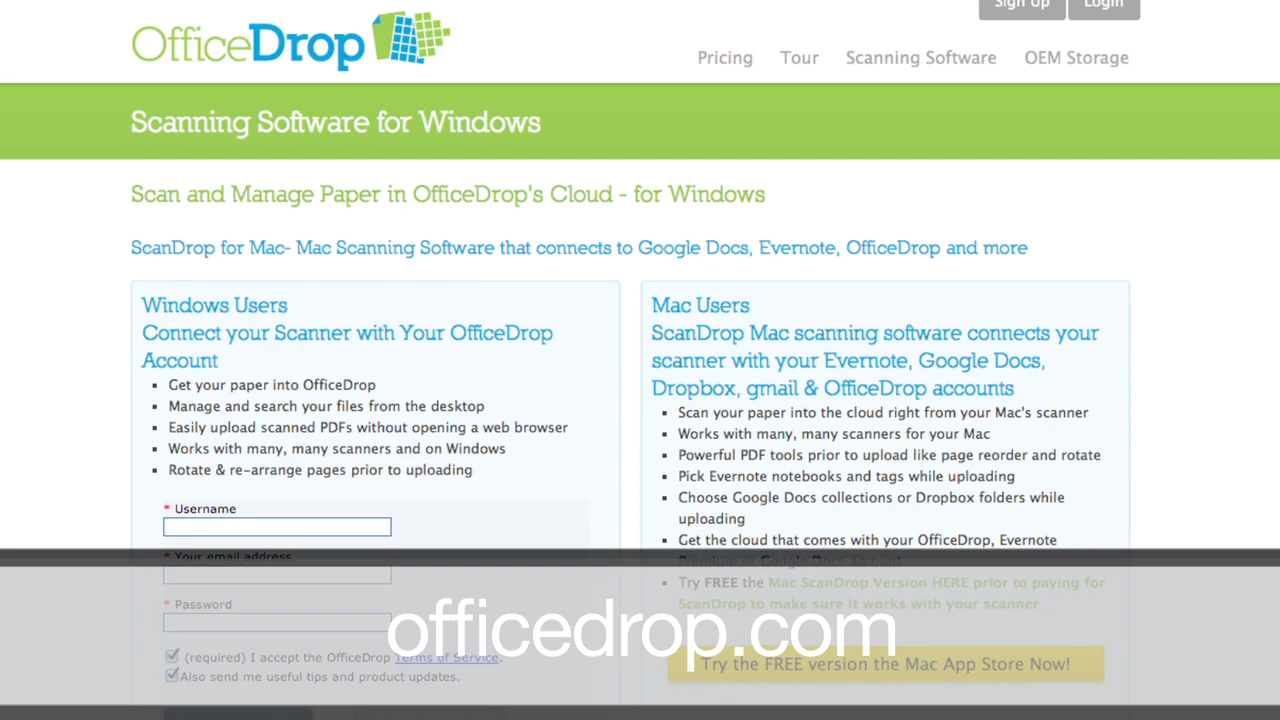 Sign Up Login
OfficeDrop
Pricing Tour Scanning Software OEM Storage
Scanning Software for Windows
Scan and Manage Paper in OfficeDrop's Cloud - for Windows
ScanDrop for Mac- Mac Scanning Software that connects to Google Docs, Evernote, OfficeDrop and more
Windows Users
Connect your Scanner with Your OfficeDrop
Account
Get your paper into OfficeDrop
Manage and search your files from the desktop
Easily upload scanned PDFs without opening a web browser
Works with many, many scanners and on Windows
Rotate & re-arrange pages prior to uploading
* Username
* Your email address
* Password
(required) I accept the OfficeDrop Terms of Service.
Also send me useful tips and product updates.
Mac Users
ScanDrop Mac scanning software connects your
scanner with your Evernote, Google Docs,
Dropbox, gmail & OfficeDrop accounts
Scan your paper into the cloud right from your Mac's scanner
Works with many, many scanners for your Mac
Powerful PDF tools prior to upload like page reorder and rotate
Pick Evernote notebooks and tags while uploading
Choose Google Docs collections or Dropbox folders while
uploading
Get the cloud that comes with your OfficeDrop, Evernote
Premium or Google Docs account
Try FREE the Mac ScanDrop Version HERE prior to paying for
ScanDrop to make sure it works with your scanner
Try the FREE version the Mac App Store Now!
officedrop.com